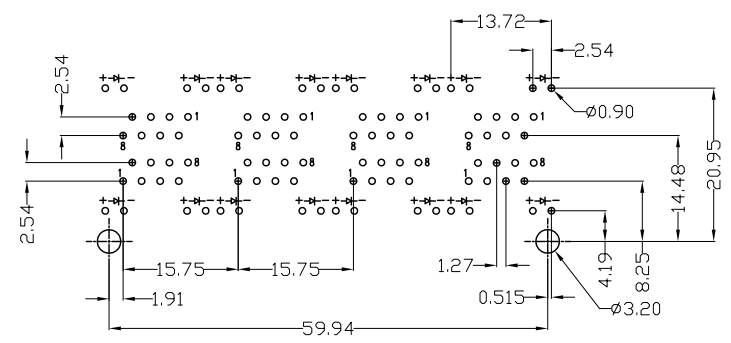 13.72
2.54
2.54
+ - + - + - + - + - + - + - + -
1 1 1 1
Ø0.90
8 8 8 8
8 8 8 8
1 1 1 1
2.54
20.95
14.48
8.25
4.19
+ - + - + - + - + - + - + - + -
15.75
15.75
1.27
1.91
0.515
Ø3.20
59.94